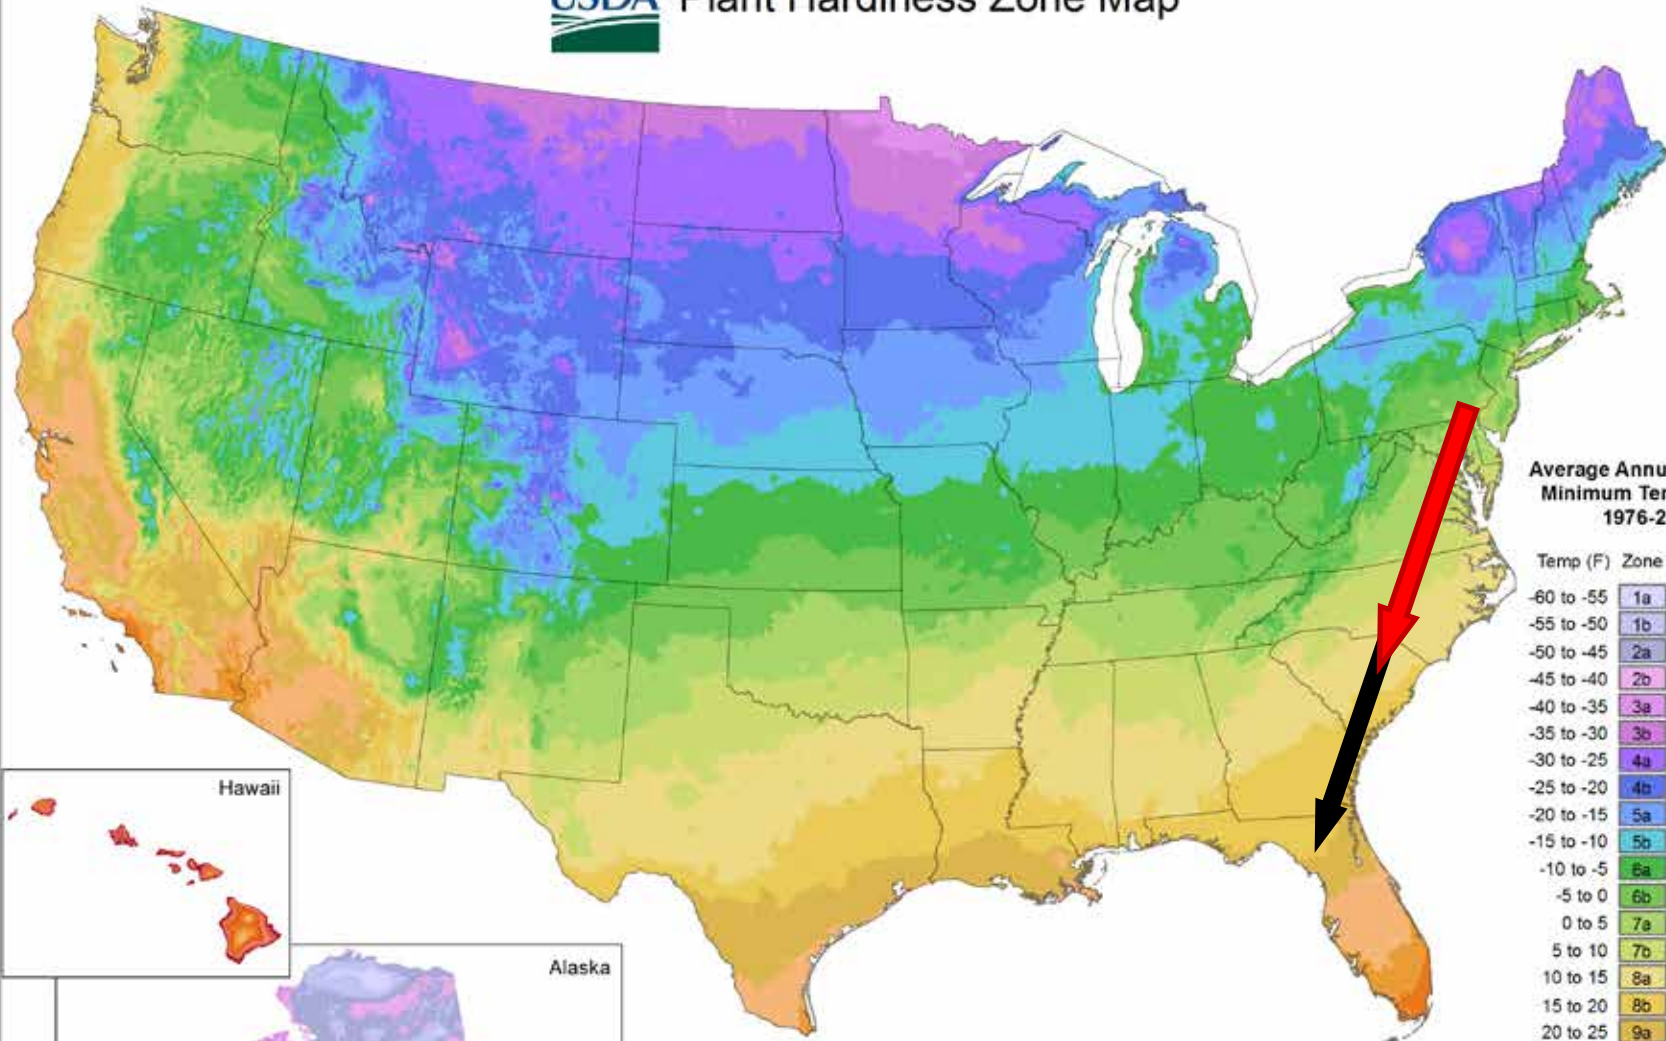 USDA Plant Hardiness Zone Map
Average Annu
Minimum Ter
1976-2
Temp (F) Zone
-60 to -55 1a
-55 to -50 1b
-50 to -45 2a
-45 to -40 2b
-40 to -35 3a
-35 to -30 3b
-30 to -25 4a
-25 to -20 4b
-20 to -15 5a
-15 to -10 5b
-10 to -5 6a
-5 to 0 6b
0 to 5 7a
5 to 10 7b
10 to 15 8a
15 to 20 8b
20 to 25 9a
Hawaii
Alaska